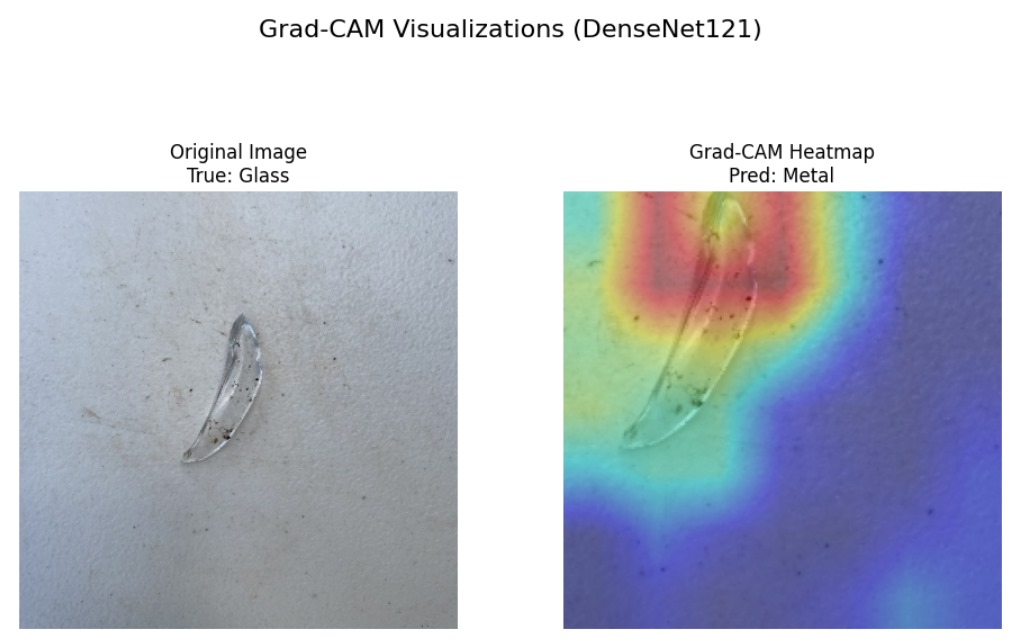 Grad-CAM Visualizations (DenseNet121)
Original Image
True: Glass
Grad-CAM Heatmap
Pred: Metal